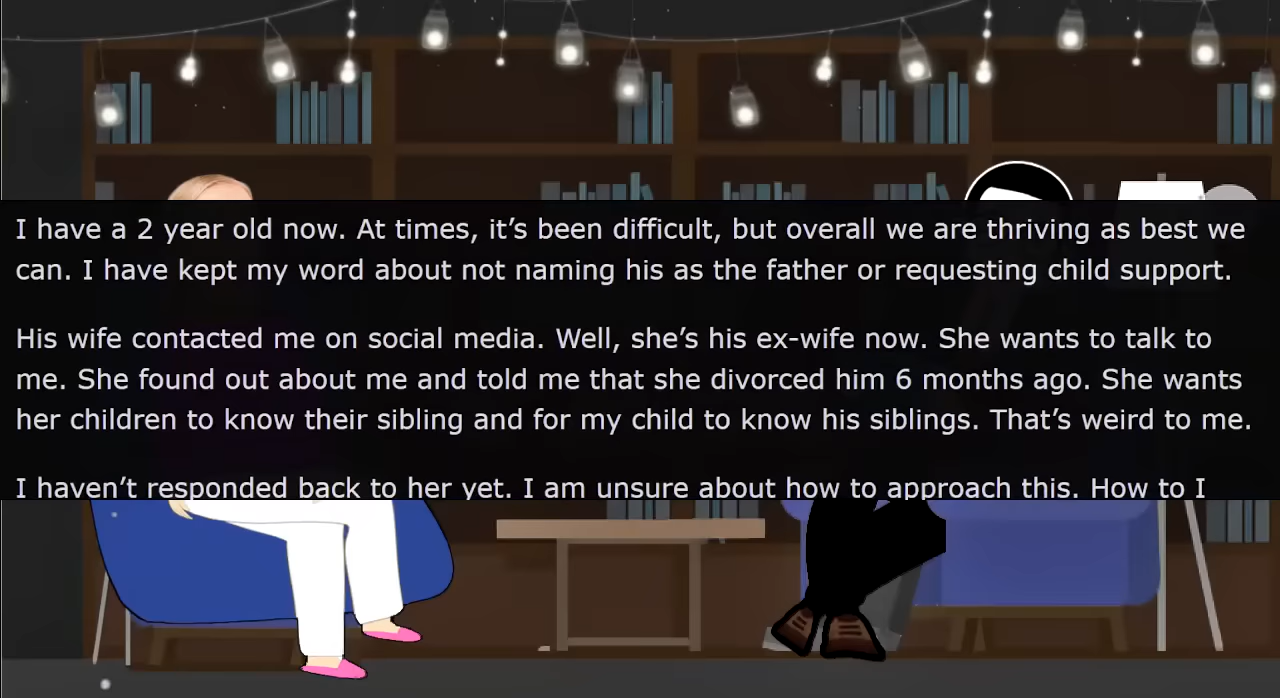 I have a 2 year old now. At times, it’s been difficult, but overall we are thriving as best we
can. I have kept my word about not naming his as the father or requesting child support.
His wife contacted me on social media. Well, she’s his ex-wife now. She wants to talk to
me. She found out about me and told me that she divorced him 6 months ago. She wants
her children to know their sibling and for my child to know his siblings. That’s weird to me.
I haven’t responded back to her yet. I am unsure about how to approach this. How to I